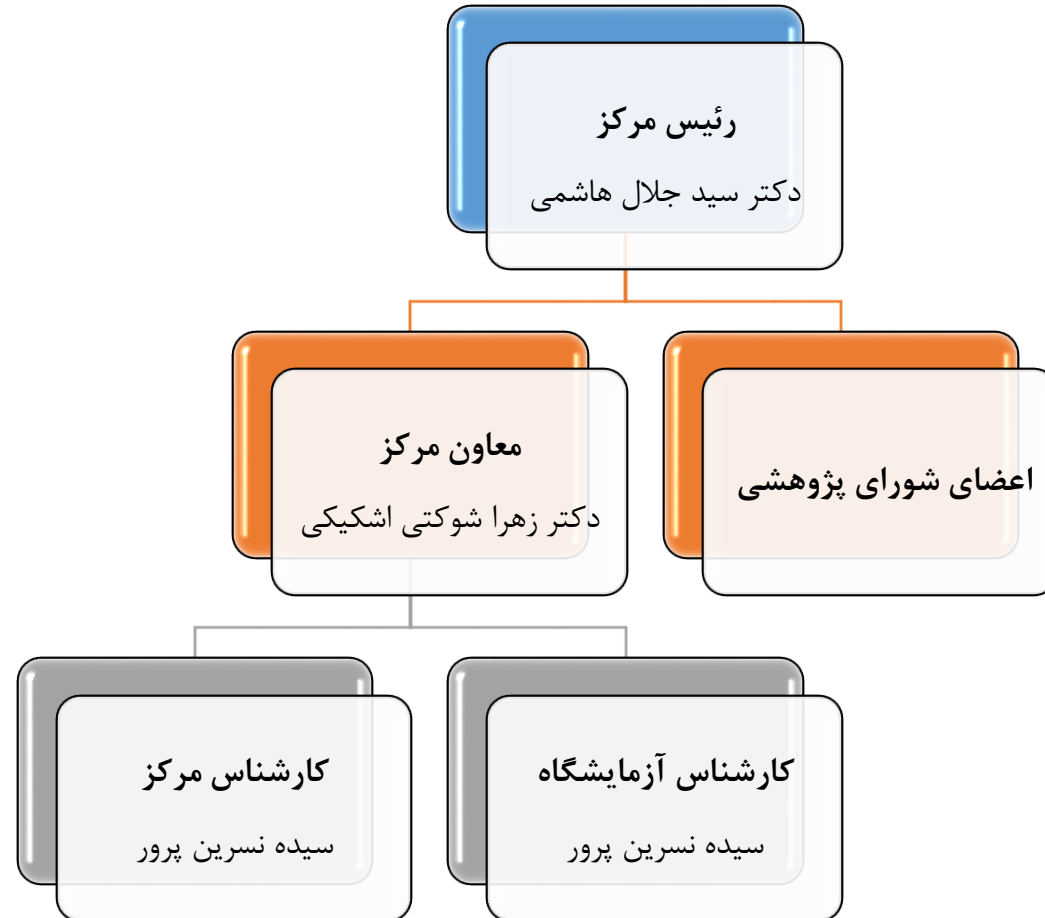 رئیس مرکز
دکتر سید جلال هاشمی
اعضای شورای پژوهشی
معاون مرکز
دکتر زهرا شوکتی اشکیکی
کارشناس آزمایشگاه
سیده نسرین پرور
کارشناس مرکز
سیده نسرین پرور